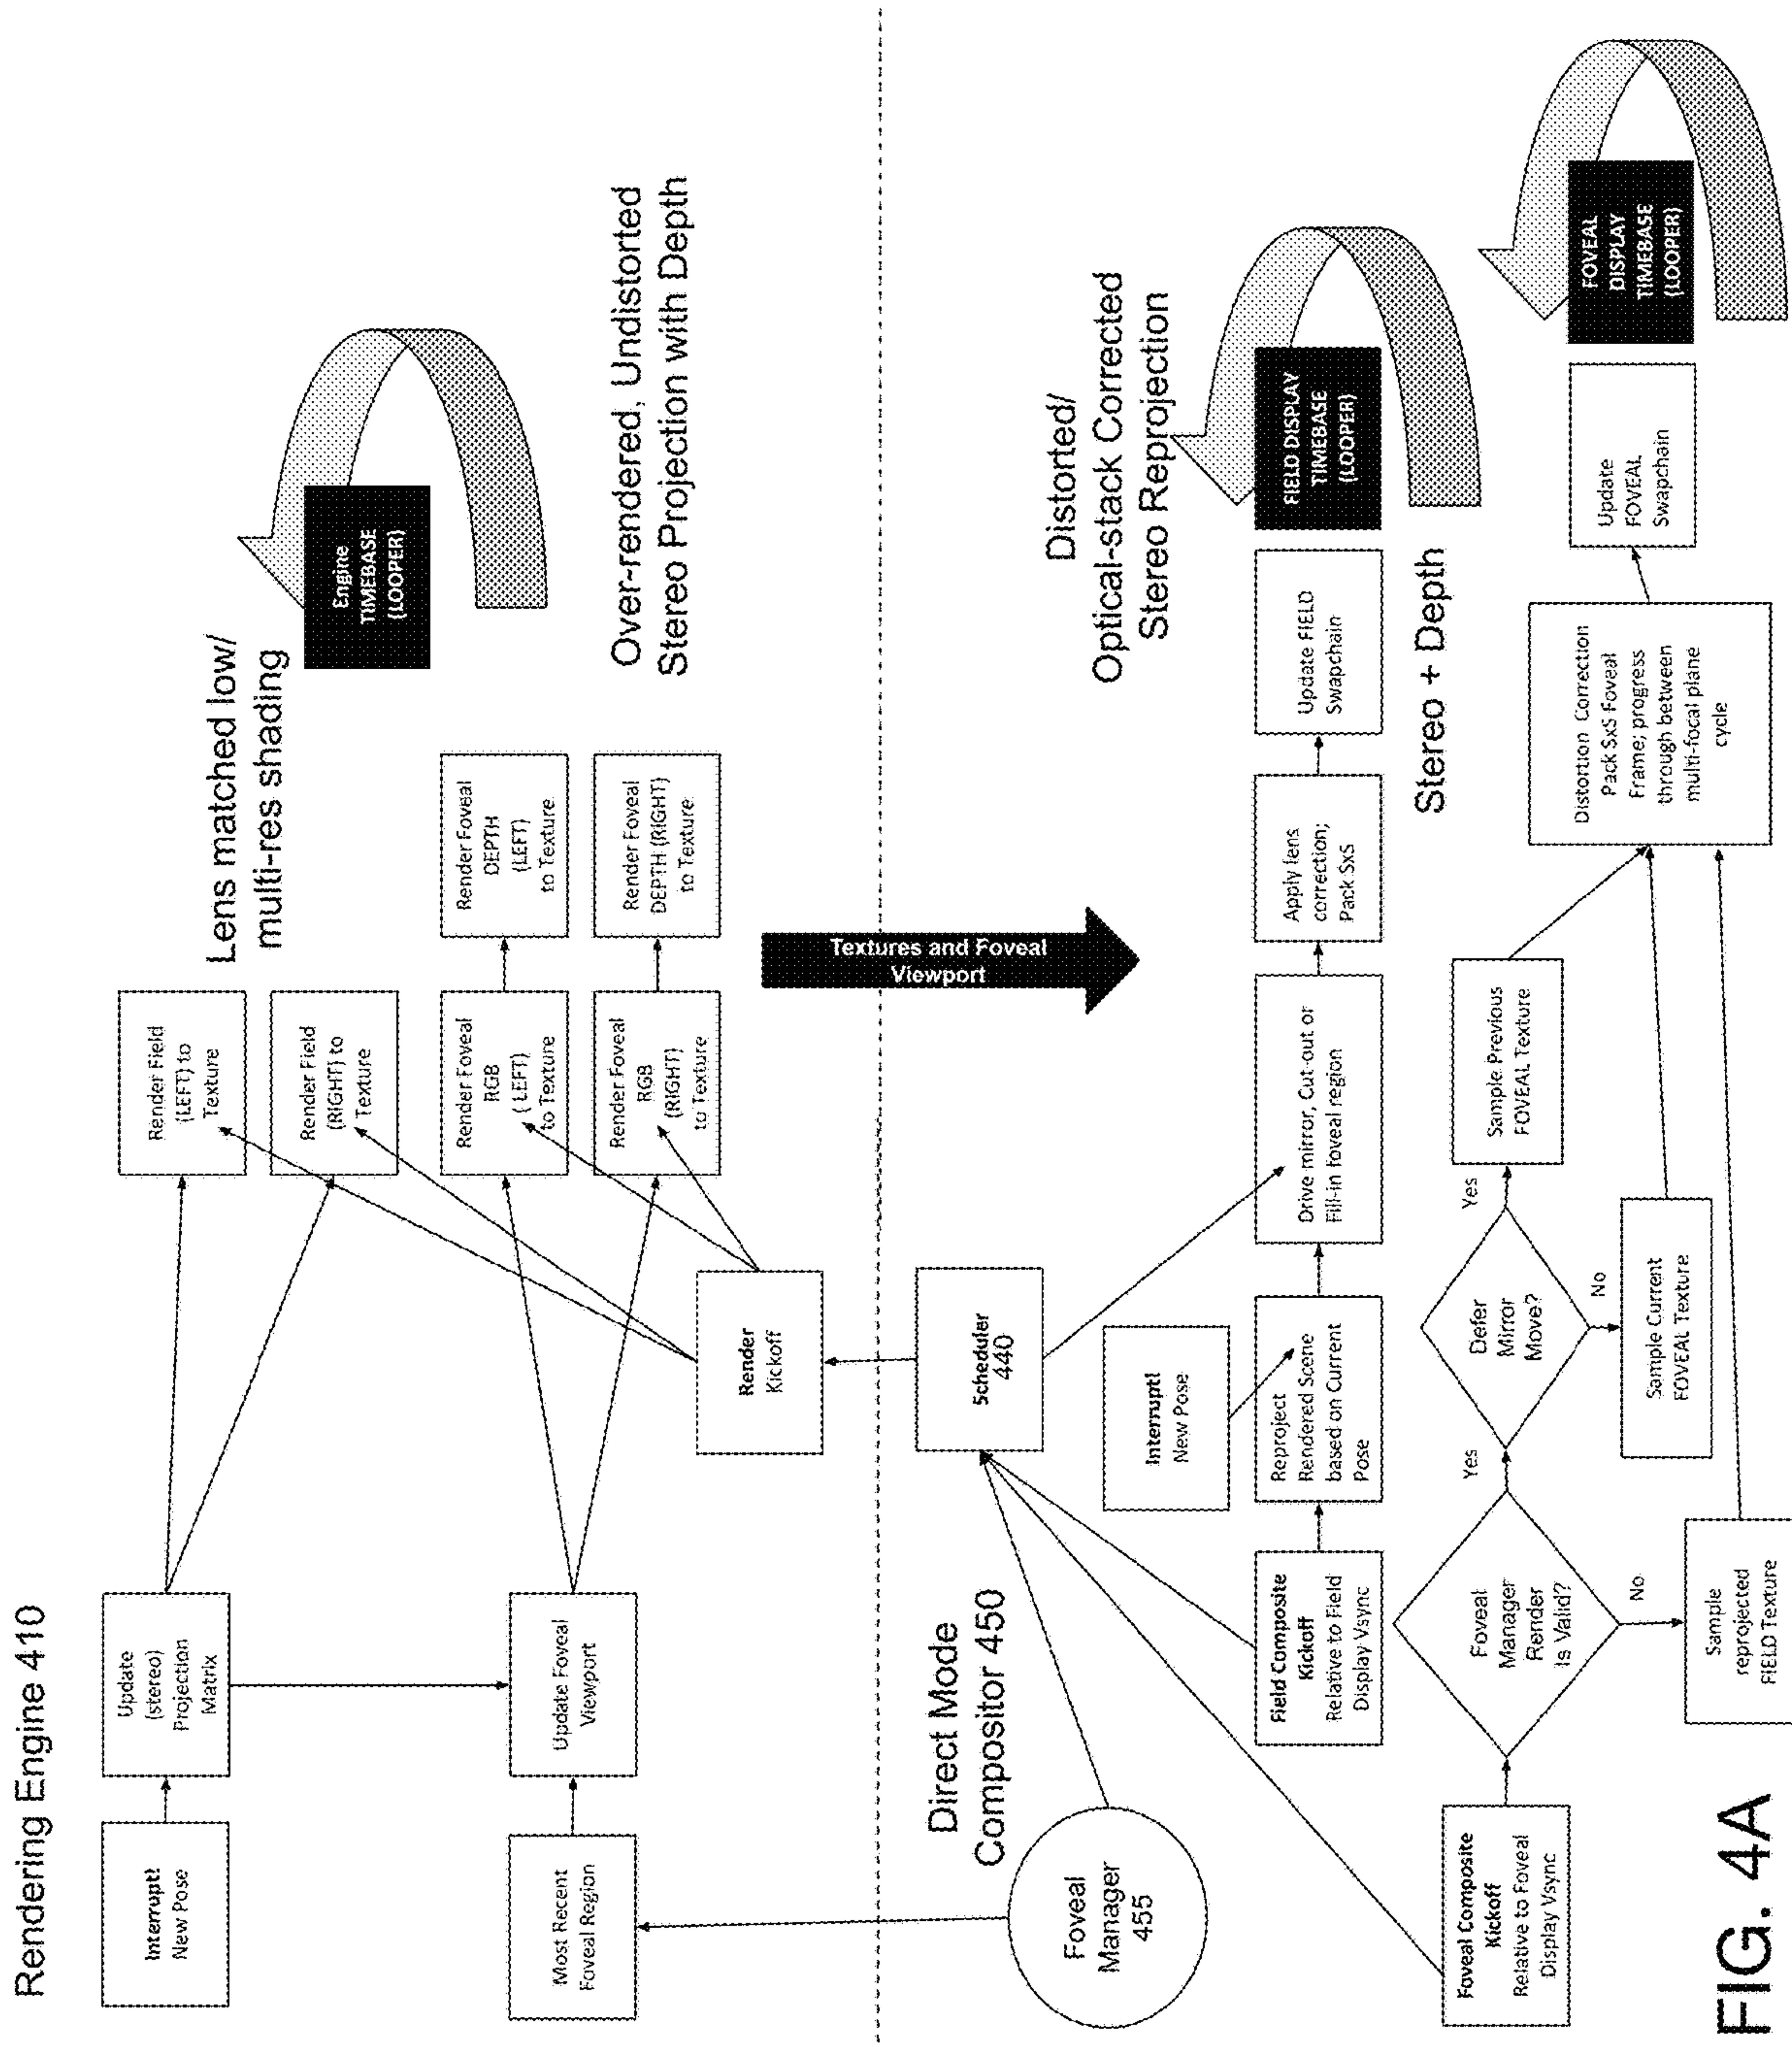 Rendering Engine 410
Interrupt!
New Pose
Update
(stereo)
Projection
Matrix
Render Field
(LEFT) to
Texture
Render Field
(RIGHT) to
Texture
Lens matched low/
multi-res shading
Engine
TIMEBASE
(LOOPER)
Most Recent
Foveal Region
Update Foveal
Viewport
Render Foveal
RGB
( LEFT)
to Texture
Render Foveal
DEPTH
(LEFT)
to Texture
Render Foveal
RGB
(RIGHT)
to Texture
Render Foveal
DEPTH (RIGHT)
to Texture
Over-rendered, Undistorted
Stereo Projection with Depth
Render
Kickoff
Textures and Foveal
Viewport
Direct Mode
Compositor 450
Foveal
Manager
455
Scheduler
440
Distorted/
Optical-stack Corrected
Stereo Reprojection
Interrupt!
New Pose
Field Composite
Kickoff
Relative to Field
Display Vsync
Reproject
Rendered Scene
based on Current
Pose
Drive mirror, Cut-out or
Fill-in foveal region
Apply lens
correction;
Pack SxS
Update FIELD
Swapchain
FIELD DISPLAY
TIMEBASE
(LOOPER)
Stereo + Depth
Foveal Composite
Kickoff
Relative to Foveal
Display Vsync
Foveal
Manager
Render
Is Valid?
Yes
No
Defer
Mirror
Move?
Yes
No
Sample Previous
FOVEAL Texture
Sample Current
FOVEAL Texture
Sample
reprojected
FIELD Texture
Distortion Correction
Pack SxS Foveal
Frame; progress
through between
multi-focal plane
cycle
Update
FOVEAL
Swapchain
FOVEAL
DISPLAY
TIMEBASE
(LOOPER)
FIG. 4A